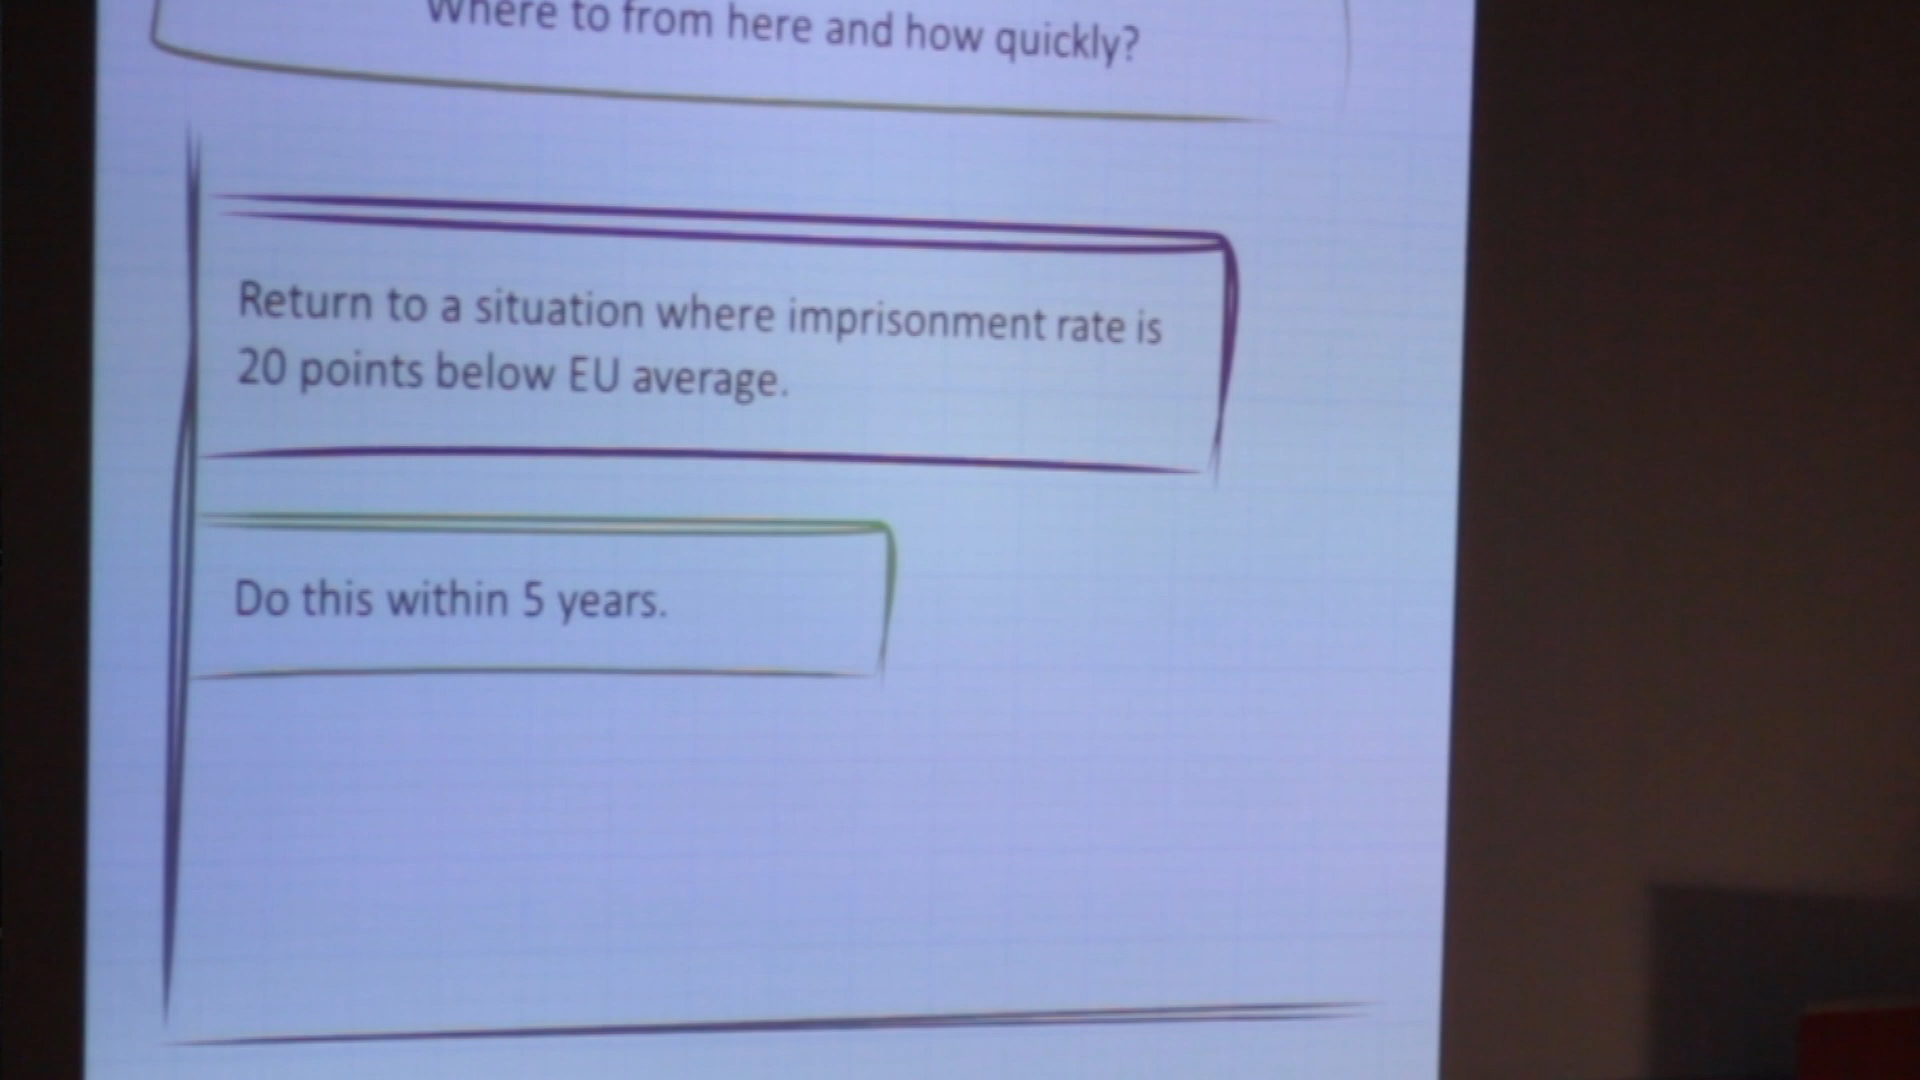 Where to from here and how quickly?
Return to a situation where imprisonment rate is
20 points below EU average.
Do this within 5 years.